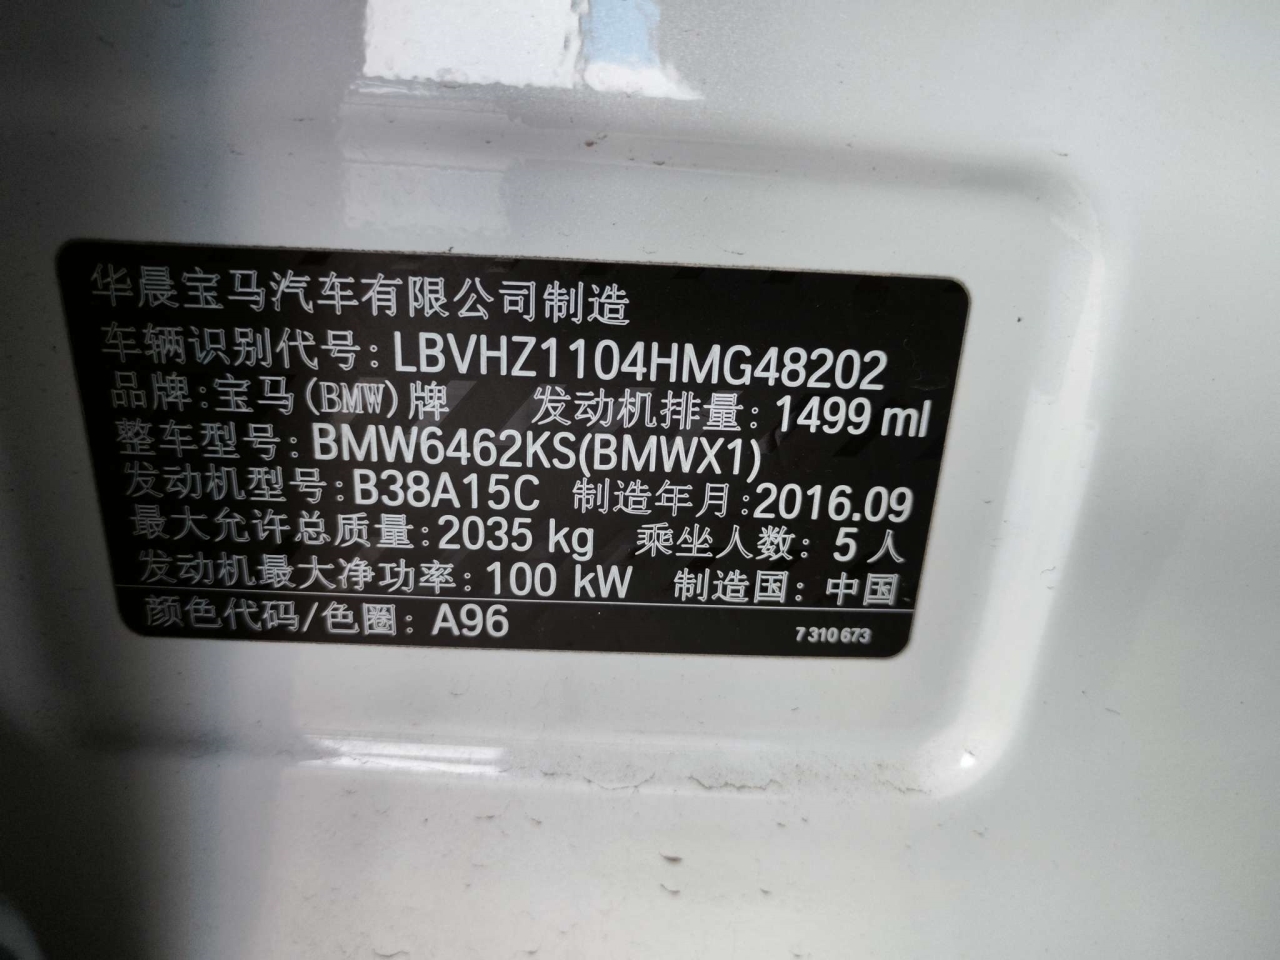 华晨宝马汽车有限公司制造
车辆识别代号: LBVHZ1104HMG48202
品牌: 宝马(BMW)牌 发动机排量: 1499 ml
整车型号: BMW6462KS(BMWX1)
发动机型号: B38A15C 制造年月: 2016.09
最大允许总质量: 2035 kg 乘坐人数: 5 人
发动机最大净功率: 100 kW 制造国: 中国
颜色代码/色圈: A96 7 310 673